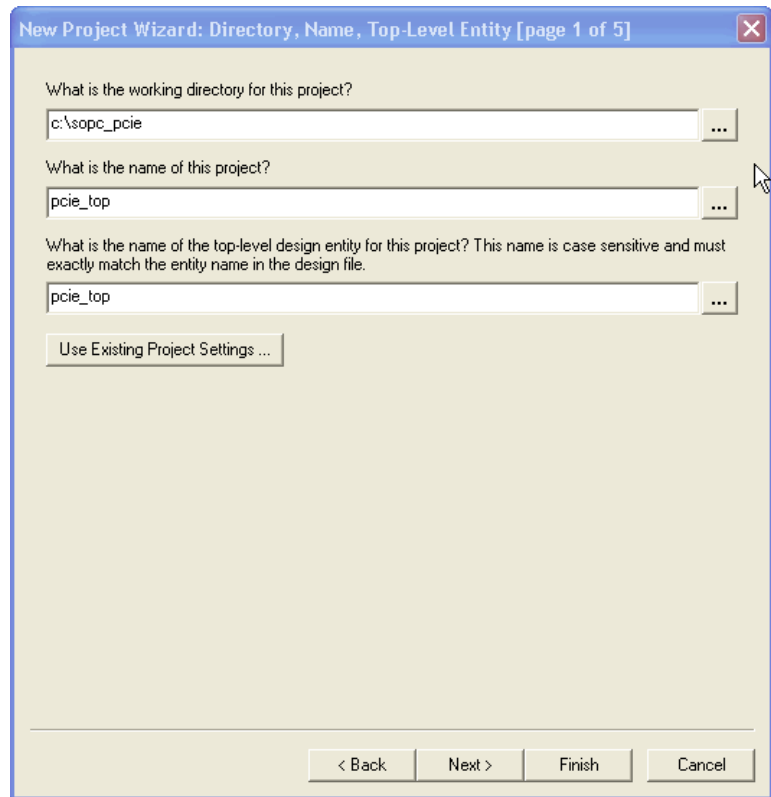 New Project Wizard: Directory, Name, Top-Level Entity [page 1 of 5]
What is the working directory for this project?
c:\sopc_pcie
...
What is the name of this project?
pcie_top
...
What is the name of the top-level design entity for this project? This name is case sensitive and must
exactly match the entity name in the design file.
pcie_top
...
Use Existing Project Settings ...
< Back
Next >
Finish
Cancel